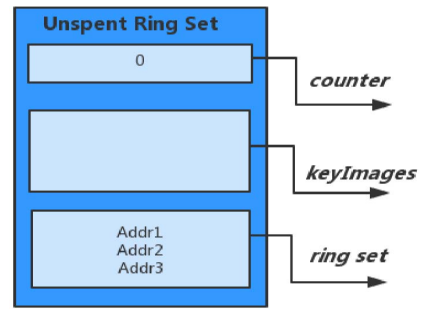 Unspent Ring Set
0
counter
keyImages
Addr1
Addr2
Addr3
ring set